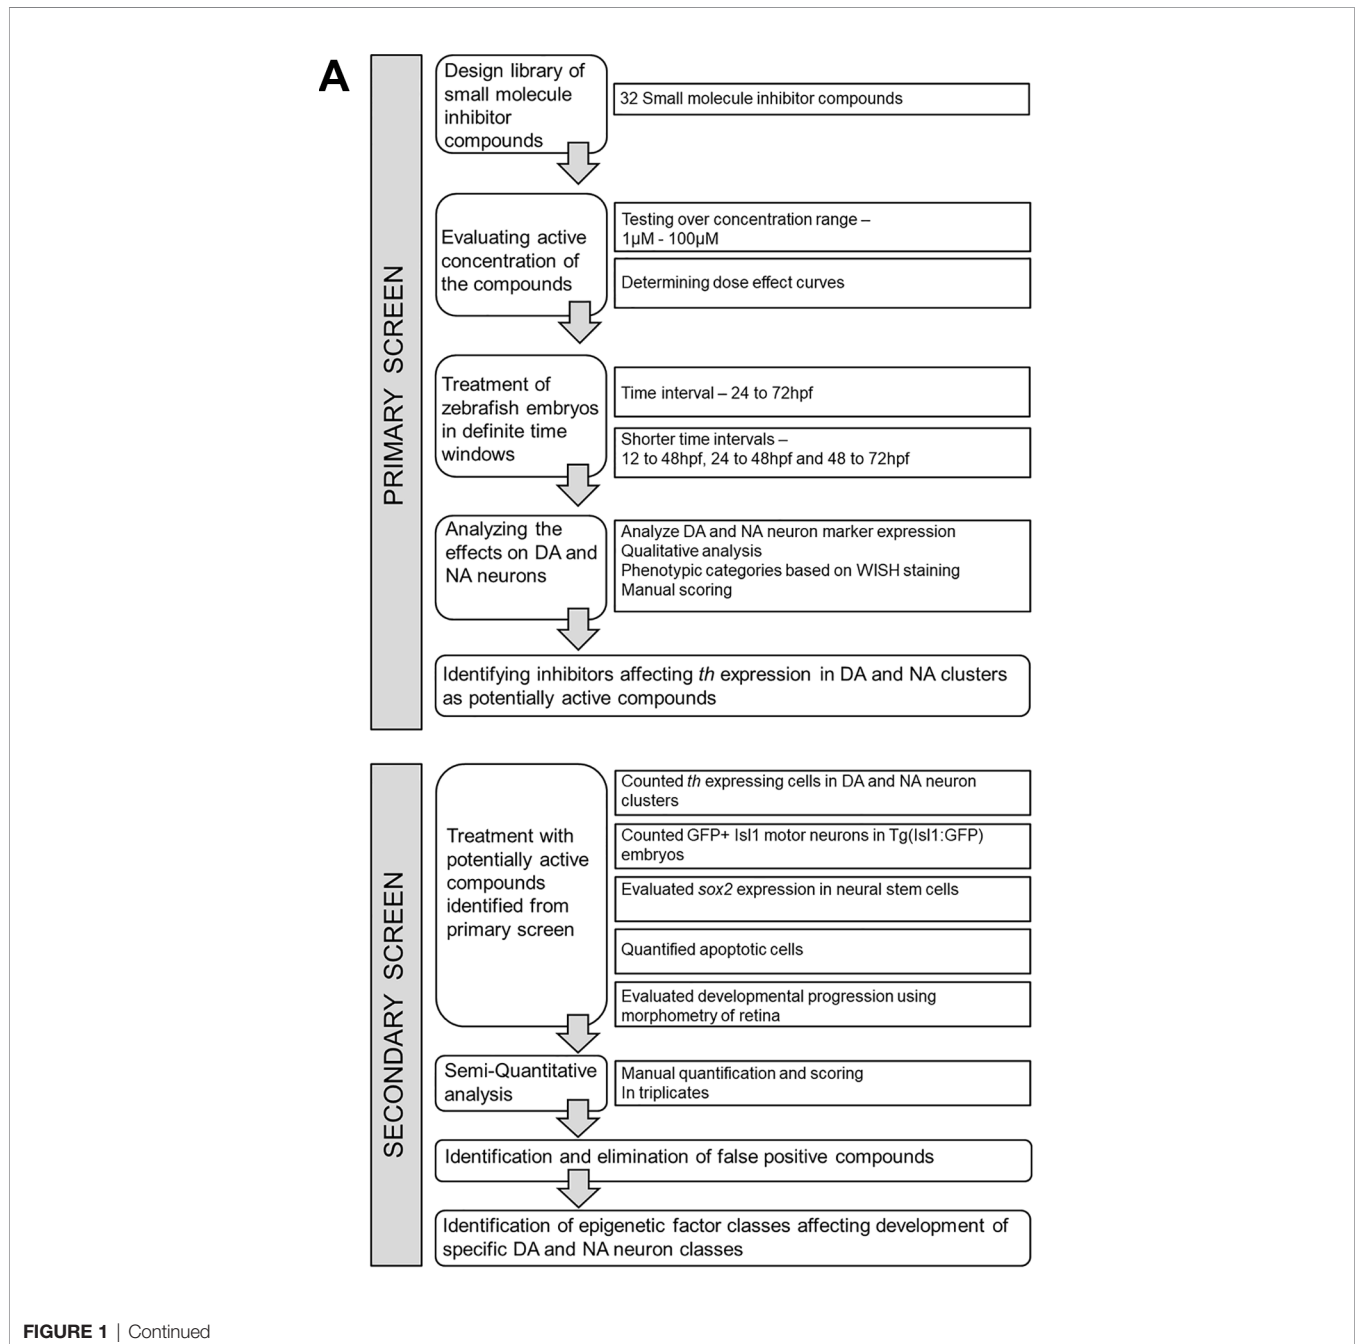 A
PRIMARY SCREEN
Design library of
small molecule
inhibitor
compounds
32 Small molecule inhibitor compounds
Evaluating active
concentration of
the compounds
Testing over concentration range –
1µM - 100µM
Determining dose effect curves
Treatment of
zebrafish embryos
in definite time
windows
Time interval – 24 to 72hpf
Shorter time intervals –
12 to 48hpf, 24 to 48hpf and 48 to 72hpf
Analyzing the
effects on DA and
NA neurons
Analyze DA and NA neuron marker expression
Qualitative analysis
Phenotypic categories based on WISH staining
Manual scoring
Identifying inhibitors affecting th expression in DA and NA clusters
as potentially active compounds
SECONDARY SCREEN
Treatment with
potentially active
compounds
identified from
primary screen
Counted th expressing cells in DA and NA neuron
clusters
Counted GFP+ Isl1 motor neurons in Tg(Isl1:GFP)
embryos
Evaluated sox2 expression in neural stem cells
Quantified apoptotic cells
Evaluated developmental progression using
morphometry of retina
Semi-Quantitative
analysis
Manual quantification and scoring
In triplicates
Identification and elimination of false positive compounds
Identification of epigenetic factor classes affecting development of
specific DA and NA neuron classes
FIGURE 1 | Continued